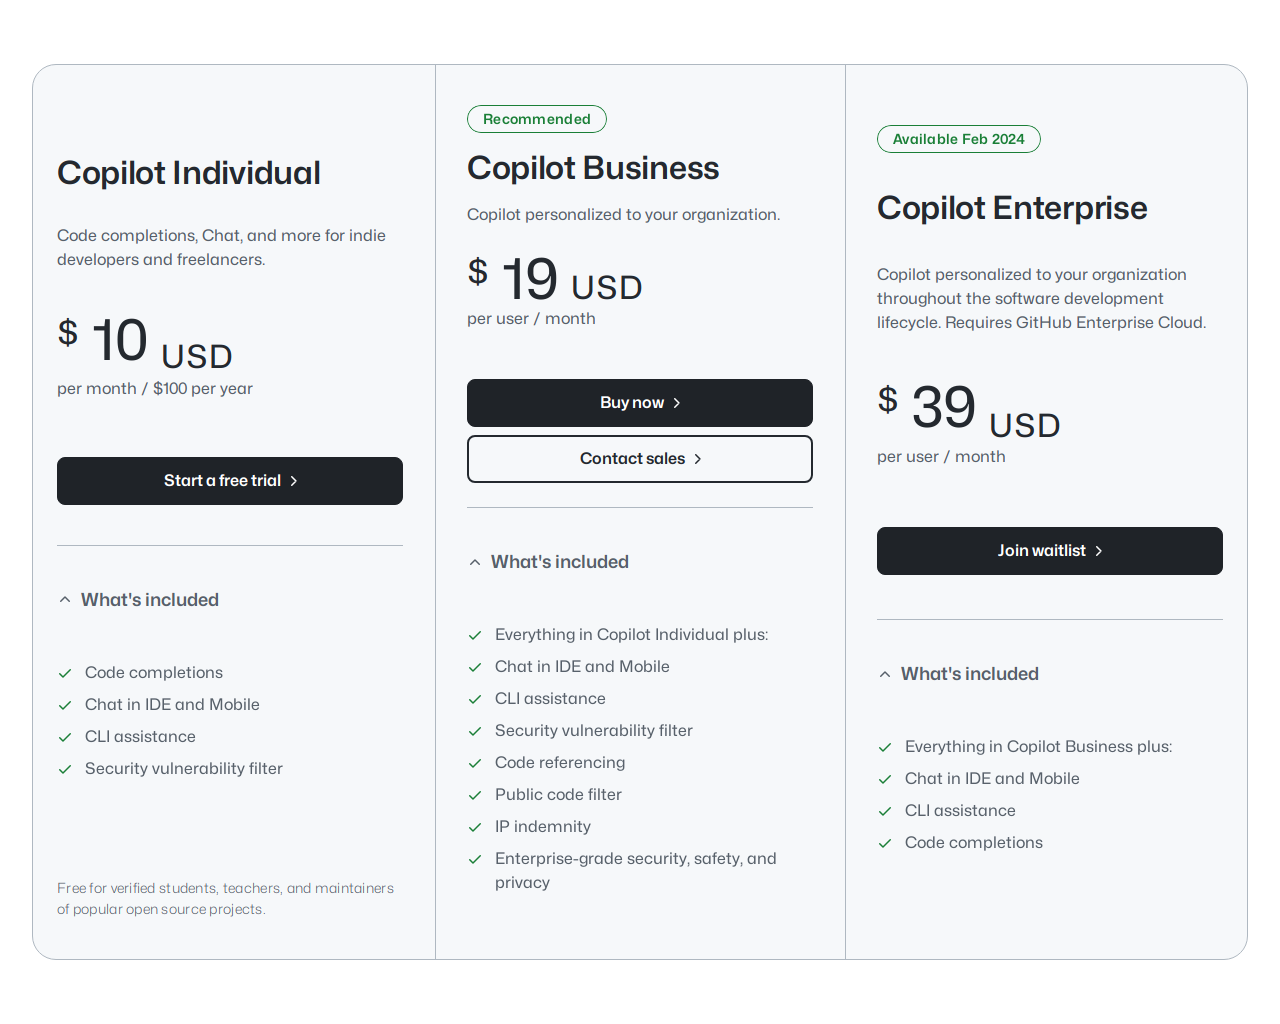 Copilot Individual
Code completions, Chat, and more for indie
developers and freelancers.
$ 10 USD
per month / $100 per year
Start a free trial
What's included
Code completions
Chat in IDE and Mobile
CLI assistance
Security vulnerability filter
Free for verified students, teachers, and maintainers
of popular open source projects.
Recommended
Copilot Business
Copilot personalized to your organization.
$ 19 USD
per user / month
Buy now
Contact sales
What's included
Everything in Copilot Individual plus:
Chat in IDE and Mobile
CLI assistance
Security vulnerability filter
Code referencing
Public code filter
IP indemnity
Enterprise-grade security, safety, and
privacy
Available Feb 2024
Copilot Enterprise
Copilot personalized to your organization
throughout the software development
lifecycle. Requires GitHub Enterprise Cloud.
$ 39 USD
per user / month
Join waitlist
What's included
Everything in Copilot Business plus:
Chat in IDE and Mobile
CLI assistance
Code completions